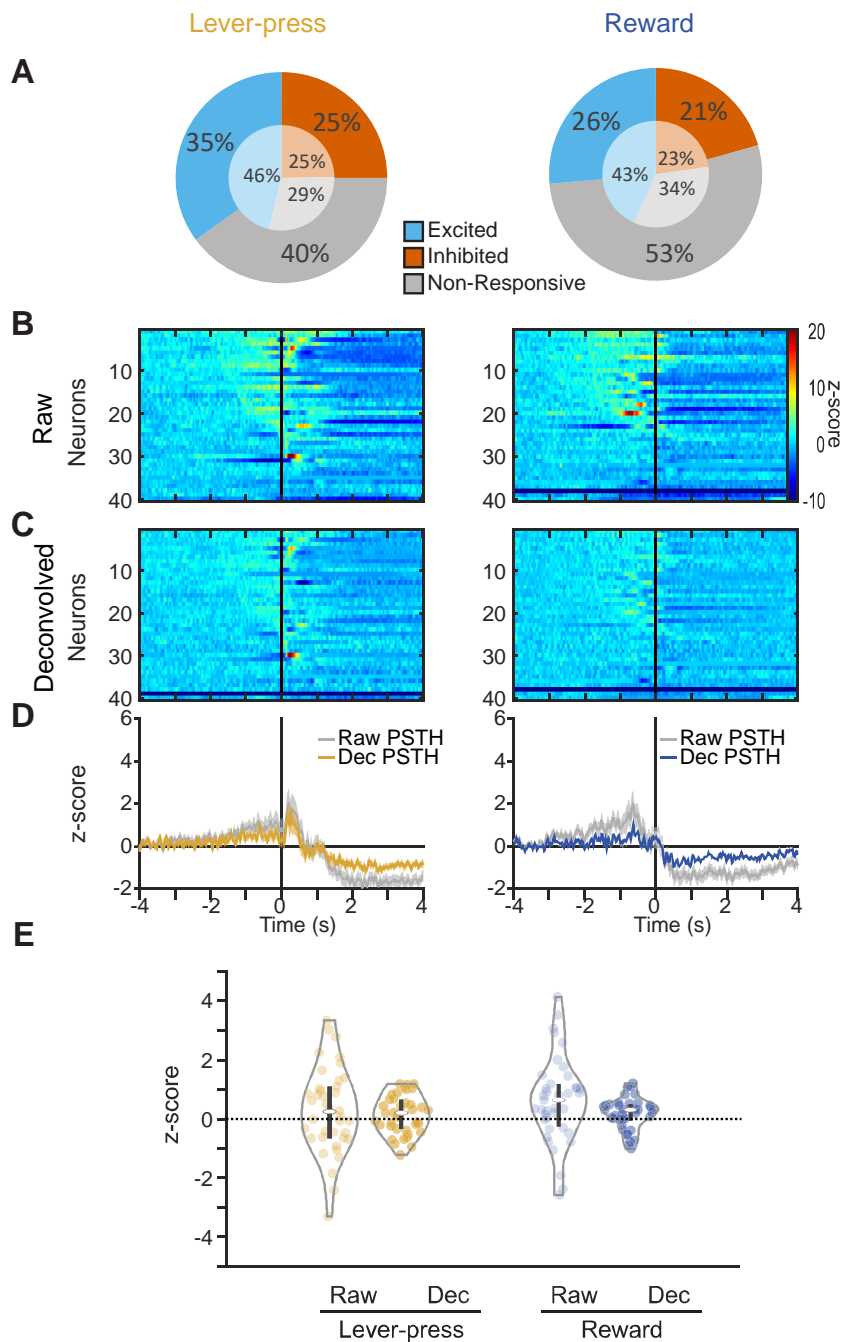 Lever-press Reward
A
35% 25% 46% 25% 29% 40%
26% 21% 43% 23% 34% 53%
Excited
Inhibited
Non-Responsive
B
Raw
Neurons
10
20
30
40
20
10
0
-10
z-score
10
20
30
40
C
Deconvolved
Neurons
10
20
30
40
10
20
30
40
D
z-score
6
4
2
0
-2
Raw PSTH
Dec PSTH
-4 -2 0 2 4
Time (s)
6
4
2
0
-2
Raw PSTH
Dec PSTH
-4 -2 0 2 4
Time (s)
E
z-score
4
2
0
-2
-4
Raw Dec Raw Dec
Lever-press Reward